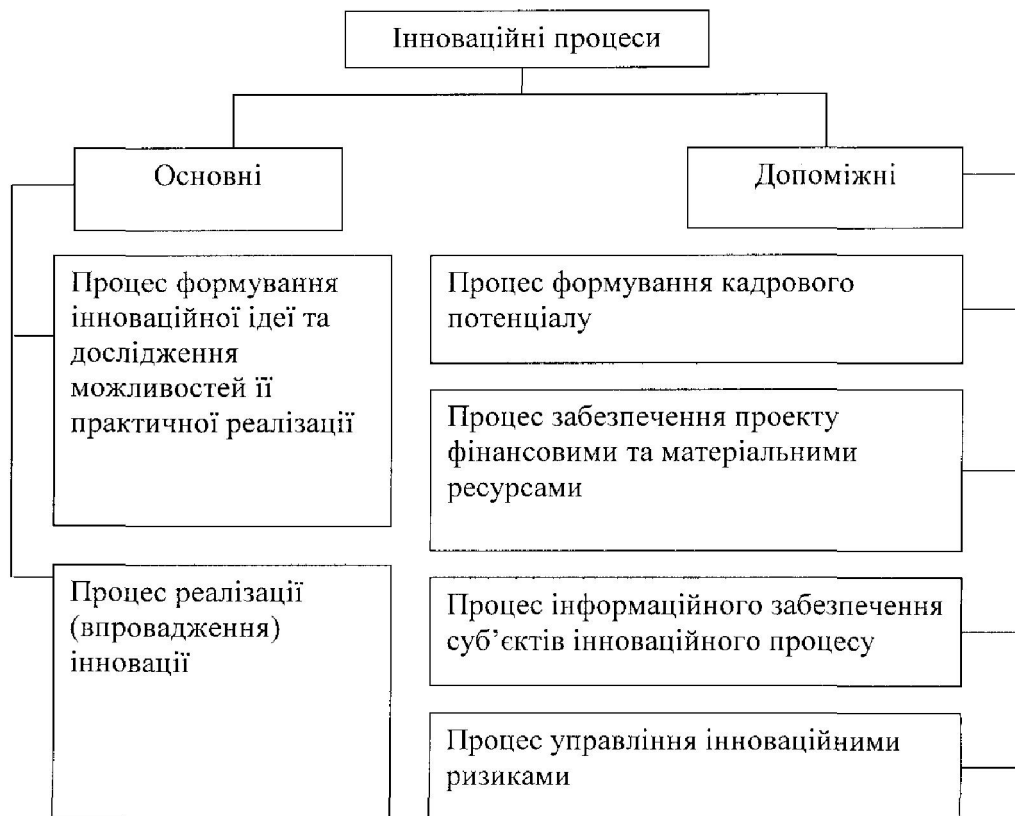 Інноваційні процеси
Основні
Допоміжні
Процес формування
інноваційної ідеї та
дослідження
можливостей її
практичної реалізації
Процес реалізації
(впровадження)
інновації
Процес формування кадрового
потенціалу
Процес забезпечення проекту
фінансовими та матеріальними
ресурсами
Процес інформаційного забезпечення
суб’єктів інноваційного процесу
Процес управління інноваційними
ризиками